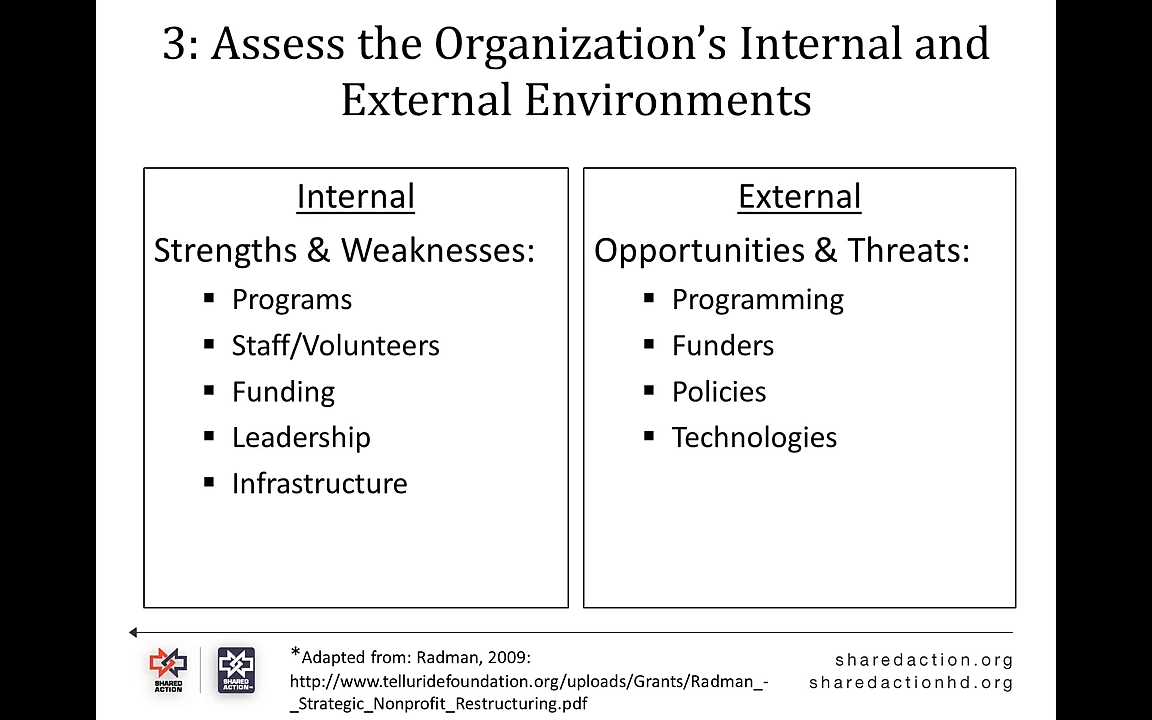 3: Assess the Organization’s Internal and
External Environments
Internal
Strengths & Weaknesses:
▪ Programs
▪ Staff/Volunteers
▪ Funding
▪ Leadership
▪ Infrastructure
External
Opportunities & Threats:
▪ Programming
▪ Funders
▪ Policies
▪ Technologies
SHARED
ACTION
SHARED
ACTION
*Adapted from: Radman, 2009:
http://www.telluridefoundation.org/uploads/Grants/Radman_-
_Strategic_Nonprofit_Restructuring.pdf
sharedaction.org
sharedactionhd.org